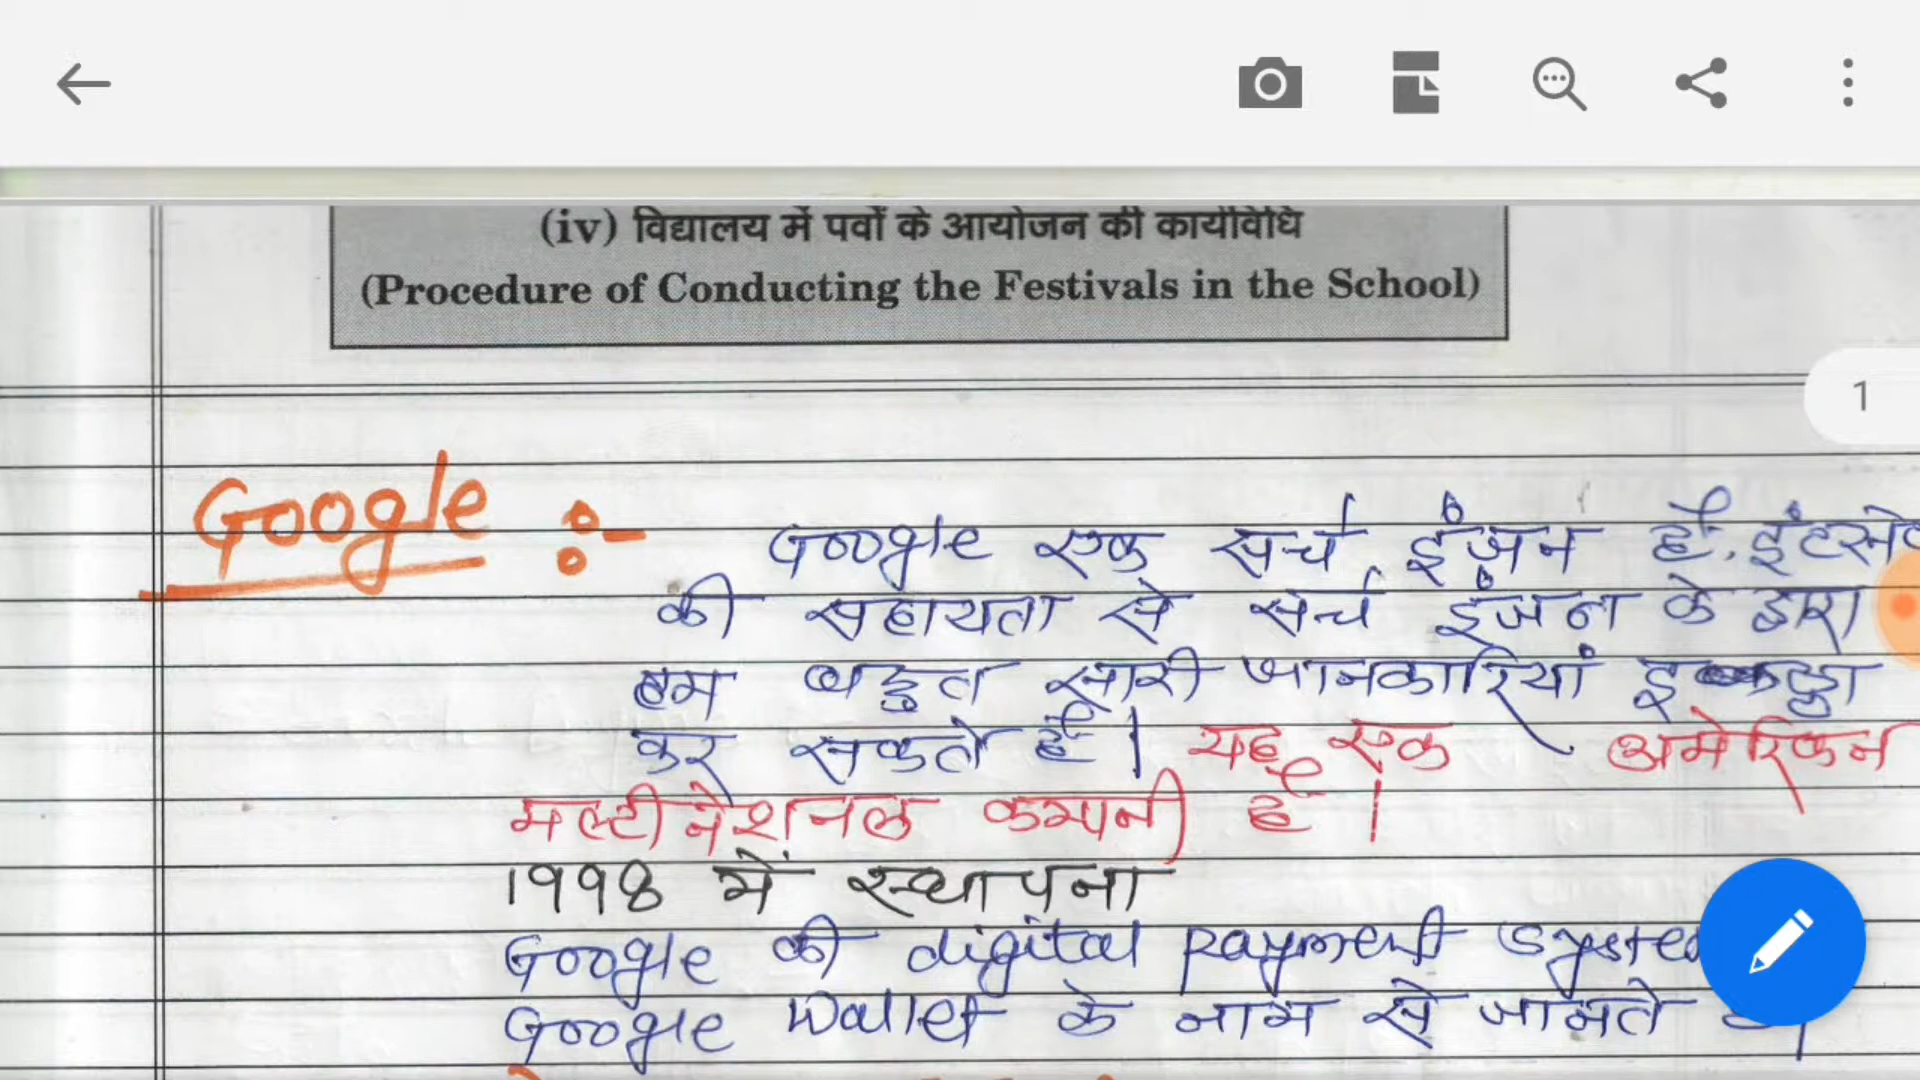 (iv) विद्यालय में पर्वों के आयोजन की कार्यविधि
(Procedure of Conducting the Festivals in the School)
1
Google :- Google एक सर्च इंजन है, इंटरनेट
की सहायता से सर्च इंजन के द्वारा
हम बहुत सारी जानकारियां इकट्ठा
कर सकते है। यह एक अमेरिकन
मल्टीनेशनल कम्पनी है।
1998 में स्थापना
Google की digital payment
Google Wallet के नाम से जानते